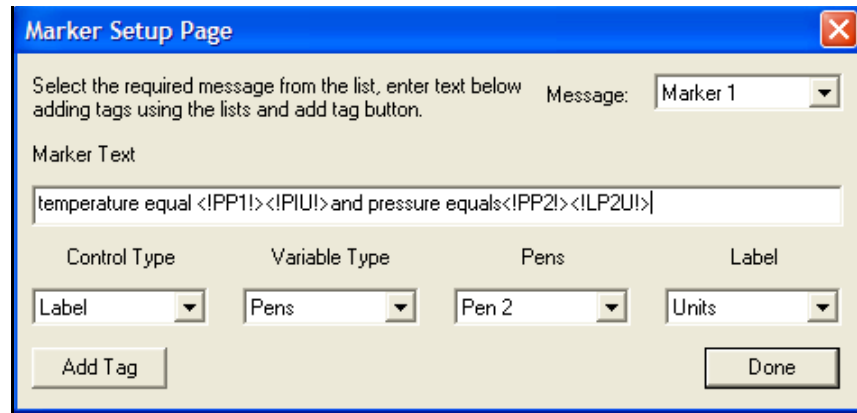 Marker Setup Page
Select the required message from the list, enter text below
adding tags using the lists and add tag button.
Message:
Marker 1
Marker Text
temperature equal <!PP1!><!PIU!>and pressure equals<!PP2!><!LP2U!>
Control Type Variable Type Pens Label
Label Pens Pen 2 Units
Add Tag Done